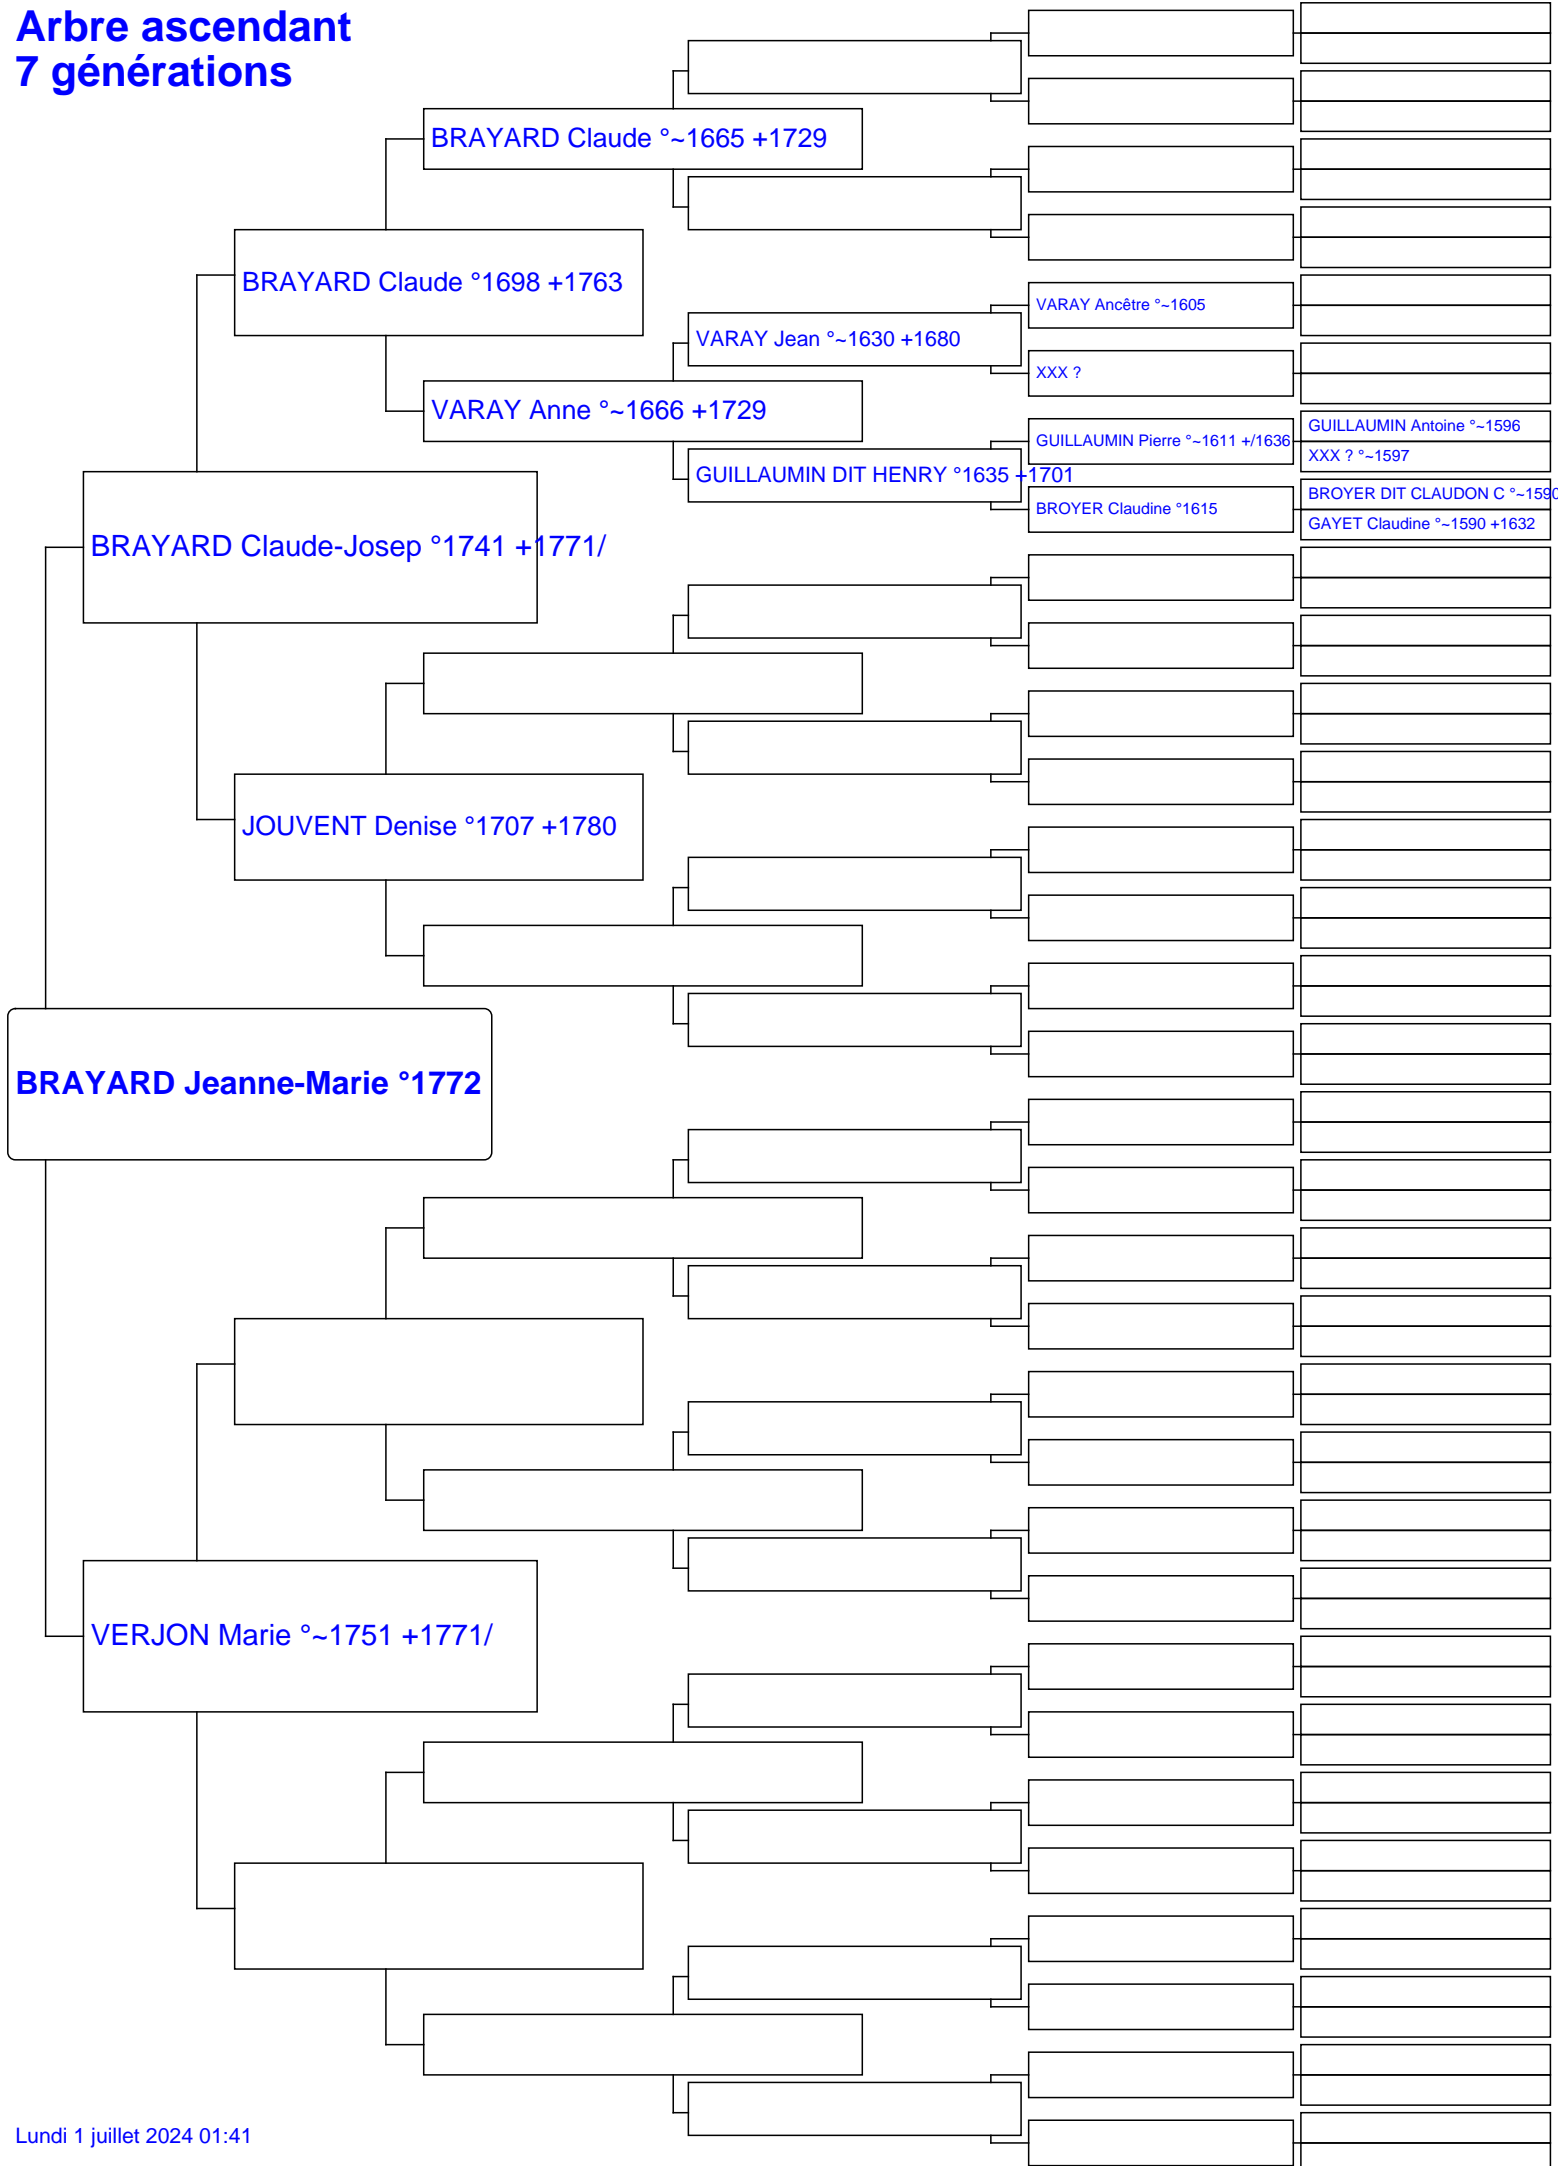 Arbre ascendant
7 générations
BRAYARD Claude °~1665 +1729
BRAYARD Claude °1698 +1763
VARAY Ancêtre °~1605
VARAY Jean °~1630 +1680
XXX ?
VARAY Anne °~1666 +1729
GUILLAUMIN Antoine °~1596
GUILLAUMIN Pierre °~1611 +/1636
XXX ? °~1597
GUILLAUMIN DIT HENRY °1635 +1701
BROYER DIT CLAUDON C °~1590
BROYER Claudine °1615
GAYET Claudine °~1590 +1632
BRAYARD Claude-Josep °1741 +1771/
JOUVENT Denise °1707 +1780
BRAYARD Jeanne-Marie °1772
VERJON Marie °~1751 +1771/
Lundi 1 juillet 2024 01:41